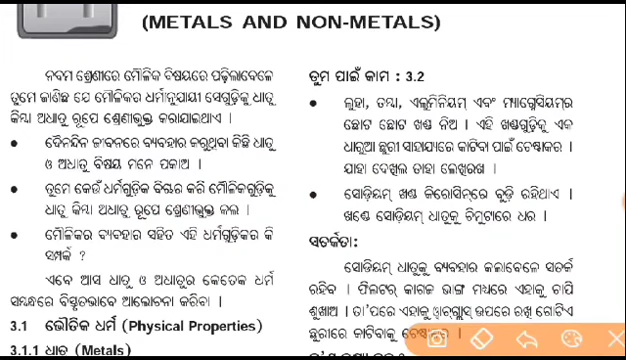 (METALS AND NON-METALS)
ନବମ ଶ୍ରେଣୀରେ ମୌଳିକ ବିଷୟରେ ପଢ଼ିଲାବେଳେ
ତୁମେ ଜାଣିଛ ଯେ ମୌଳିକର ଧର୍ମାନୁଯାୟୀ ସେଗୁଡ଼ିକୁ ଧାତୁ
କିମ୍ବା ଅଧାତୁ ରୂପେ ଶ୍ରେଣୀଭୁକ୍ତ କରାଯାଇଥାଏ ।
● ଦୈନନ୍ଦିନ ଜୀବନରେ ବ୍ୟବହାର କରୁଥିବା କିଛି ଧାତୁ
ଓ ଅଧାତୁ ବିଷୟ ମନେ ପକାଅ ।
● ତୁମେ କେଉଁ ଧର୍ମଗୁଡ଼ିକ ବିଚାର କରି ମୌଳିକଗୁଡ଼ିକୁ
ଧାତୁ କିମ୍ବା ଅଧାତୁ ରୂପେ ଶ୍ରେଣୀଭୁକ୍ତ କଲ ।
● ମୌଳିକର ବ୍ୟବହାର ସହିତ ଏହି ଧର୍ମଗୁଡ଼ିକର କି
ସମ୍ପର୍କ ?
ଏବେ ଆସ ଧାତୁ ଓ ଅଧାତୁର କେତେକ ଧର୍ମ
ସମ୍ବନ୍ଧରେ ବିସ୍ତୃତଭାବେ ଆଲୋଚନା କରିବା ।
3.1 ଭୌତିକ ଧର୍ମ (Physical Properties)
3.1.1 ଧାତୁ (Metals)
ତୁମ ପାଇଁ କାମ : 3.2
● ଲୁହା, ତମ୍ବା, ଏଲୁମିନିୟମ୍ ଏବଂ ମ୍ୟାଗ୍ନେସିୟମ୍‌ର
ଛୋଟ ଛୋଟ ଖଣ୍ଡ ନିଅ । ଏହି ଖଣ୍ଡଗୁଡ଼ିକୁ ଏକ
ଧାରୁଆ ଛୁରୀ ସାହାଯ୍ୟରେ କାଟିବା ପାଇଁ ଚେଷ୍ଟାକର ।
ଯାହା ଦେଖିଲ ତାହା ଲେଖିରଖ ।
● ସୋଡ଼ିୟମ୍ ଖଣ୍ଡ କିରୋସିନ୍‌ରେ ବୁଡ଼ି ରହିଥାଏ ।
ଖଣ୍ଡେ ସୋଡ଼ିୟମ୍ ଧାତୁକୁ ଚିମୁଟାରେ ଧର ।
ସତର୍କତା:
ସୋଡ଼ିୟମ୍ ଧାତୁକୁ ବ୍ୟବହାର କଲାବେଳେ ସତର୍କ
ରହିବ । ଫିଲଟର୍ କାଗଜ ଭାଙ୍ଗ ମଧ୍ୟରେ ଏହାକୁ ଚାପି
ଶୁଖାଅ । ତା'ପରେ ଏହାକୁ ୱାଚଗ୍ଲାସ୍ ଉପରେ ରଖି ଗୋଟିଏ
ଛୁରୀରେ କାଟିବାକୁ